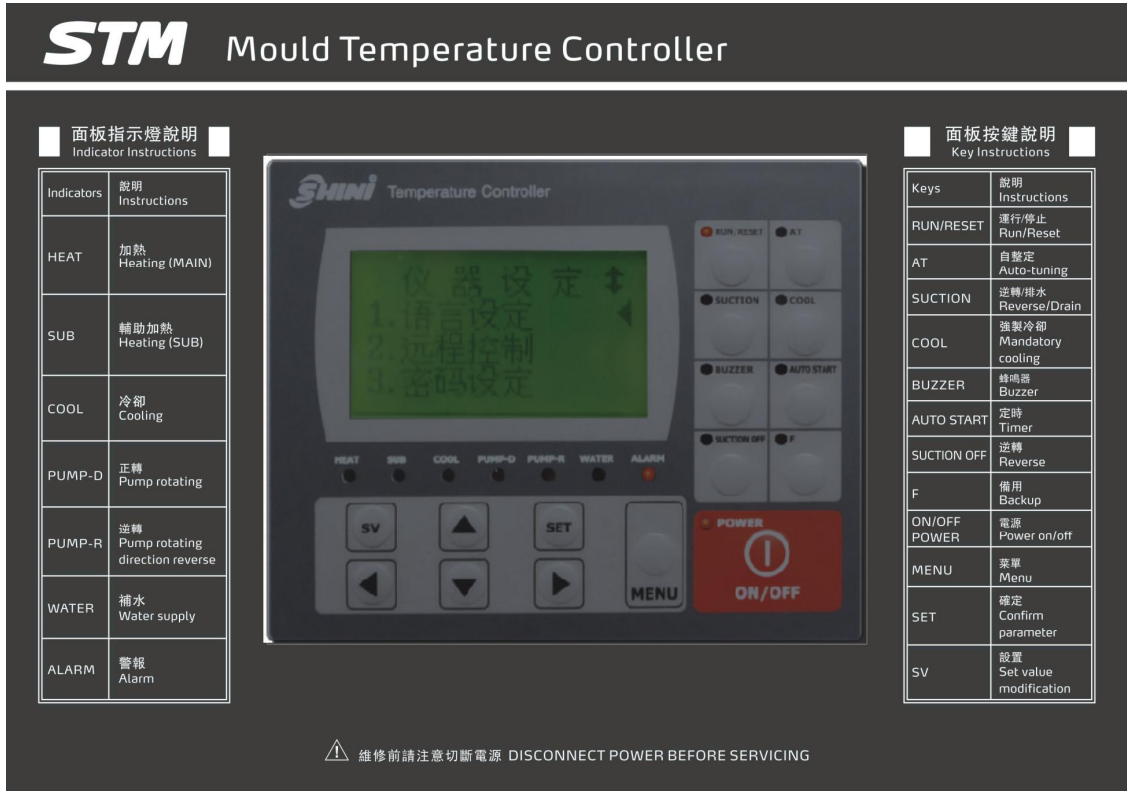 STM Mould Temperature Controller
面板指示燈說明
Indicator Instructions
Indicators
說明
Instructions
HEAT
加熱
Heating (MAIN)
SUB
輔助加熱
Heating (SUB)
COOL
冷卻
Cooling
PUMP-D
正轉
Pump rotating
PUMP-R
逆轉
Pump rotating
direction reverse
WATER
補水
Water supply
ALARM
警報
Alarm
SHINI Temperature Controller
仪器设定
1.语言设定
2.远程控制
3.密码设定
HEAT SUB COOL PUMP-D PUMP-R WATER ALARM
SV
SET
MENU
RUN/RESET AT
SUCTION COOL
BUZZER AUTO START
SUCTION OFF F
POWER
ON/OFF
面板按鍵說明
Key Instructions
Keys
說明
Instructions
RUN/RESET
運行/停止
Run/Reset
AT
自整定
Auto-tuning
SUCTION
逆轉/排水
Reverse/Drain
COOL
強製冷卻
Mandatory
cooling
BUZZER
蜂鳴器
Buzzer
AUTO START
定時
Timer
SUCTION OFF
逆轉
Reverse
F
備用
Backup
ON/OFF
POWER
電源
Power on/off
MENU
菜單
Menu
SET
確定
Confirm
parameter
SV
設置
Set value
modification
維修前請注意切斷電源 DISCONNECT POWER BEFORE SERVICING